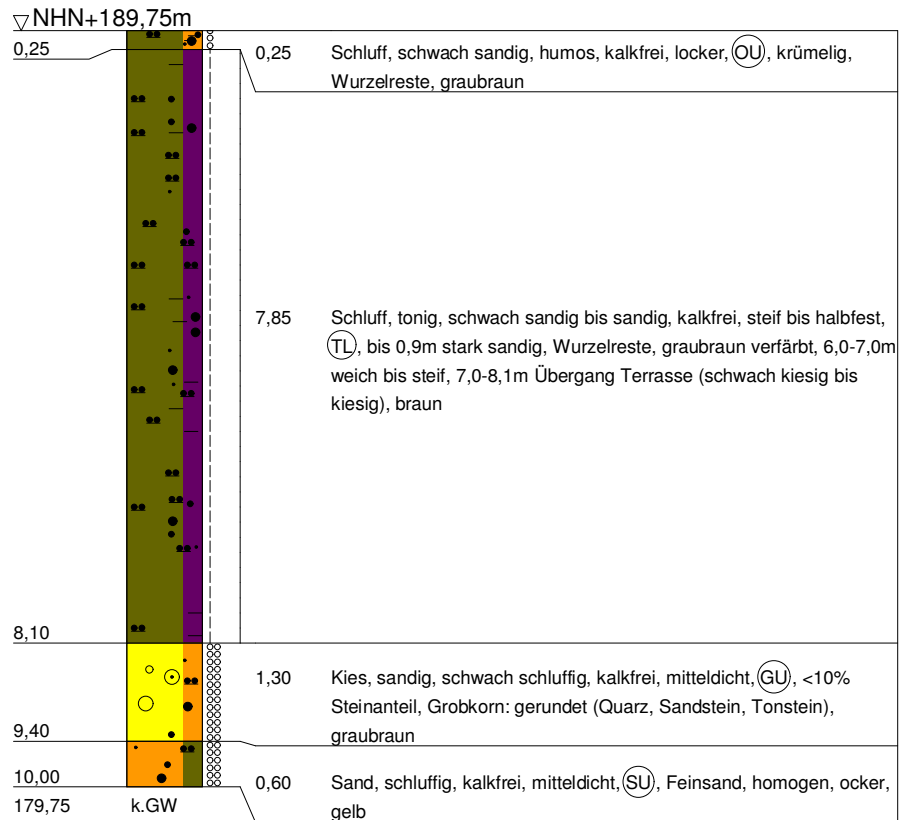 ▽ NHN+189,75m
0,25
0,25 Schluff, schwach sandig, humos, kalkfrei, locker, OU, krümelig,
Wurzelreste, graubraun
7,85 Schluff, tonig, schwach sandig bis sandig, kalkfrei, steif bis halbfest,
TL, bis 0,9m stark sandig, Wurzelreste, graubraun verfärbt, 6,0-7,0m
weich bis steif, 7,0-8,1m Übergang Terrasse (schwach kiesig bis
kiesig), braun
8,10
1,30 Kies, sandig, schwach schluffig, kalkfrei, mitteldicht, GU, <10%
Steinanteil, Grobkorn: gerundet (Quarz, Sandstein, Tonstein),
graubraun
9,40
10,00
0,60 Sand, schluffig, kalkfrei, mitteldicht, SU, Feinsand, homogen, ocker,
gelb
179,75 k.GW